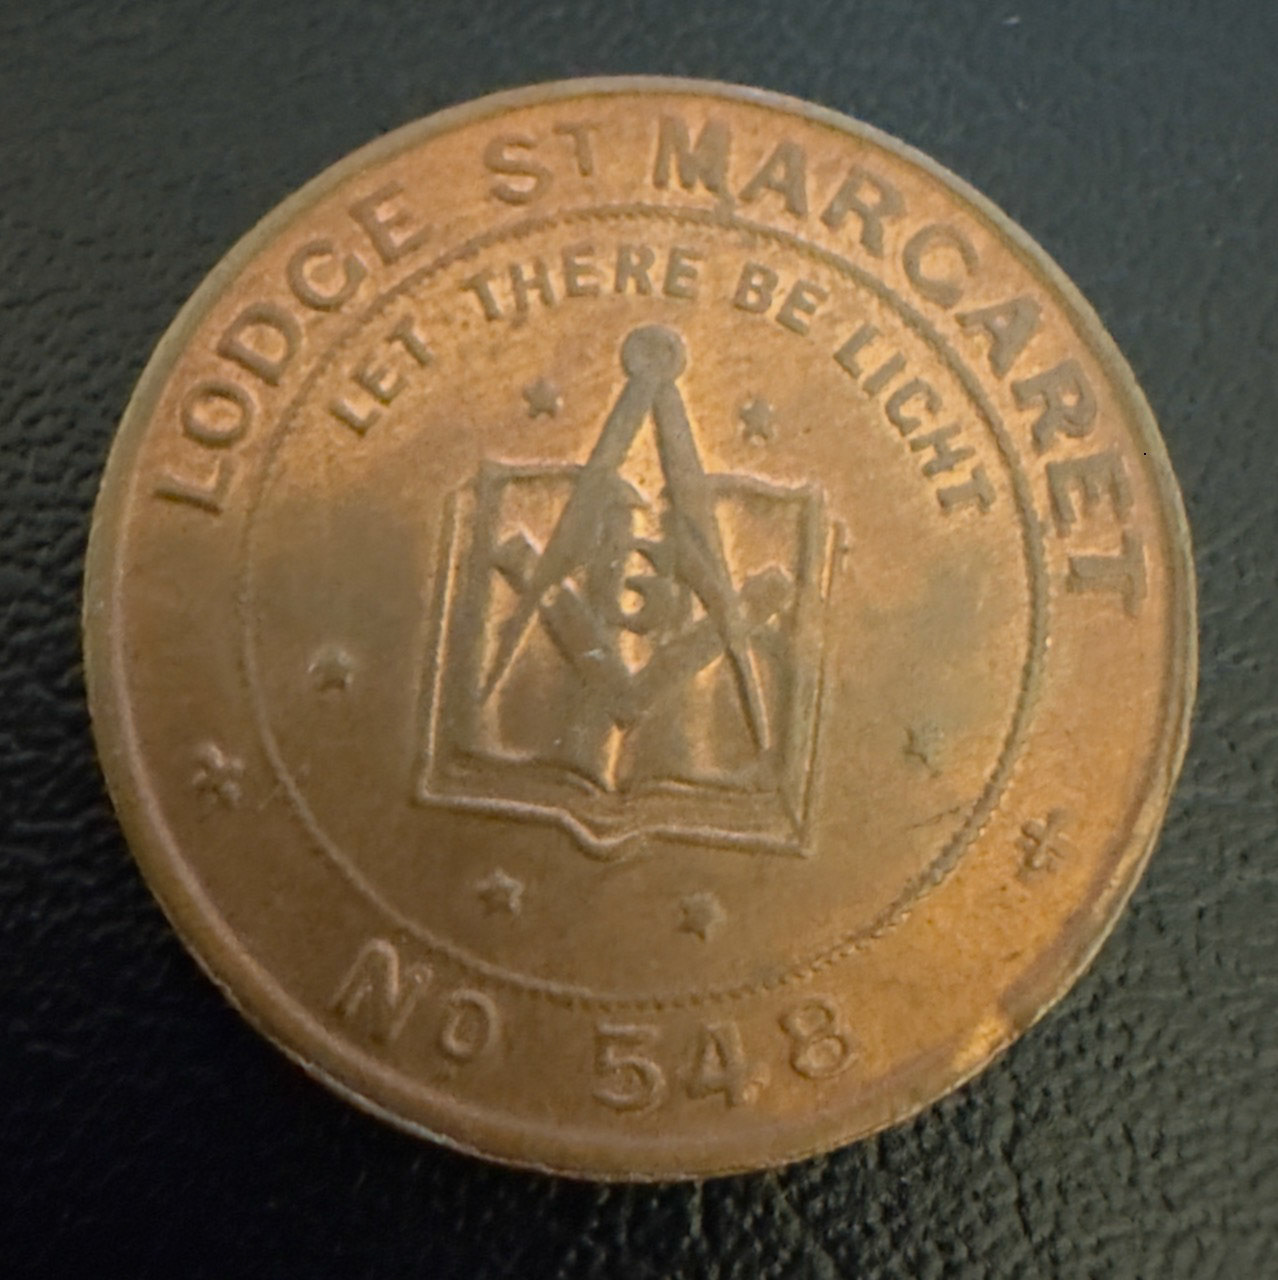 LODGE ST MARGARET
LET THERE BE LIGHT
G
NO 548